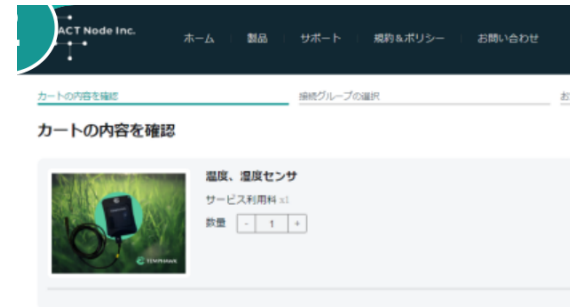 ACT Node Inc.
ホーム 製品 サポート 規約&ポリシー お問い合わせ
カートの内容を確認 接続グループの選択 お
カートの内容を確認
温度、湿度センサ
サービス利用料 x1
数量 - 1 +